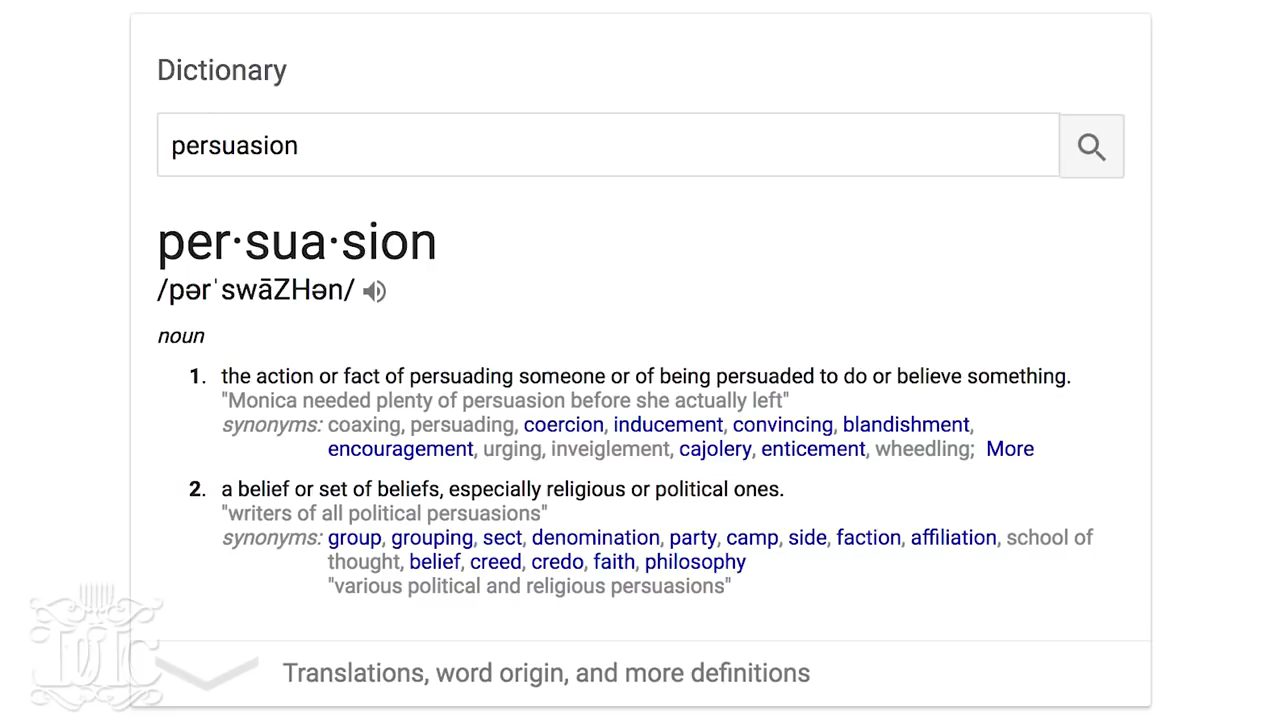 Dictionary
persuasion
per·sua·sion
/pərˈswāZHən/
noun
1. the action or fact of persuading someone or of being persuaded to do or believe something.
"Monica needed plenty of persuasion before she actually left"
synonyms: coaxing, persuading, coercion, inducement, convincing, blandishment,
encouragement, urging, inveiglement, cajolery, enticement, wheedling; More
2. a belief or set of beliefs, especially religious or political ones.
"writers of all political persuasions"
synonyms: group, grouping, sect, denomination, party, camp, side, faction, affiliation, school of
thought, belief, creed, credo, faith, philosophy
"various political and religious persuasions"
Translations, word origin, and more definitions